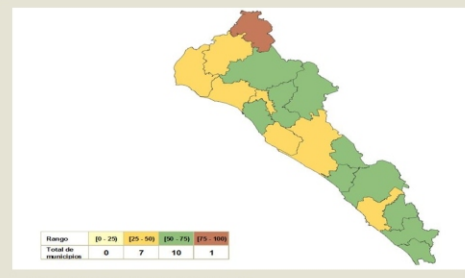 Rango [0 - 25) [25 - 50) [50 - 75) [75 - 100)
Total de municipios 0 7 10 1